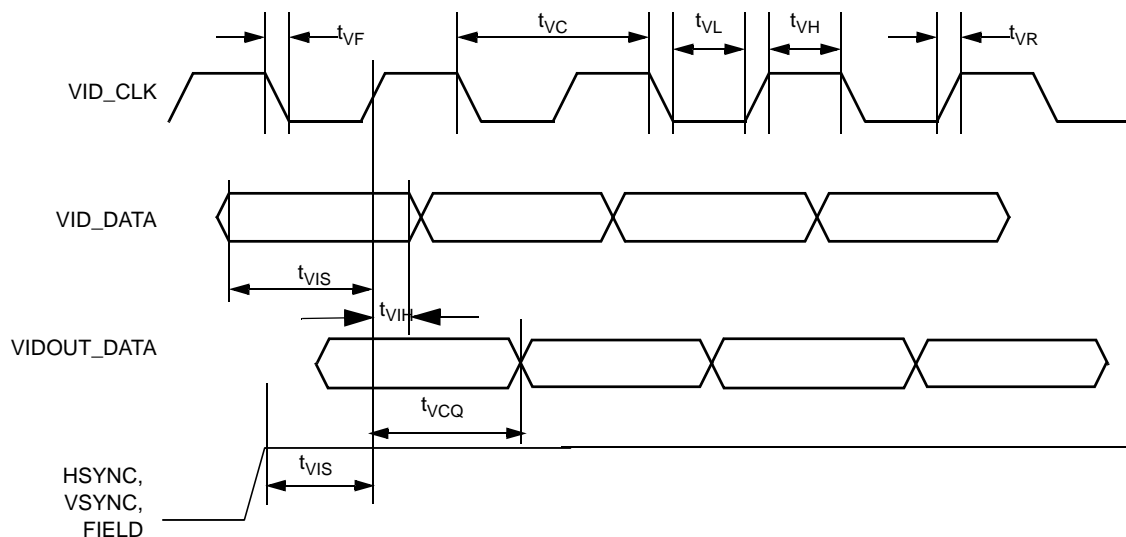 tVF
tVC
tVL
tVH
tVR
VID_CLK
VID_DATA
tVIS
tVIH
VIDOUT_DATA
tVCQ
tVIS
HSYNC,
VSYNC,
FIELD